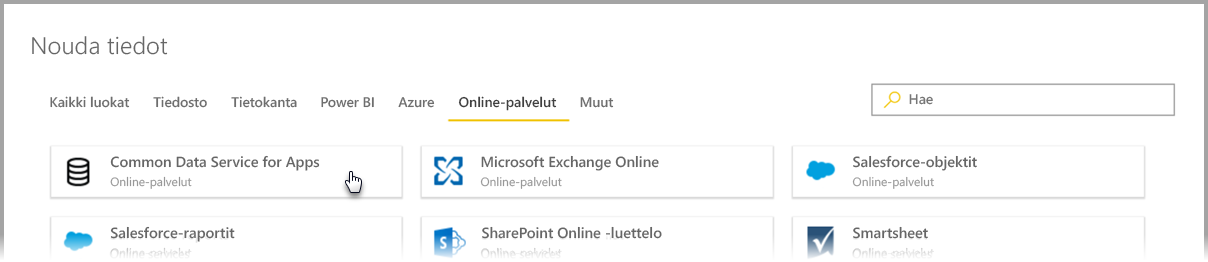 Nouda tiedot
Kaikki luokat Tiedosto Tietokanta Power BI Azure Online-palvelut Muut Hae
Common Data Service for Apps Microsoft Exchange Online Salesforce-objektit
Online-palvelut Online-palvelut Online-palvelut
Salesforce-raportit SharePoint Online -luettelo Smartsheet
Online-palvelut Online-palvelut Online-palvelut